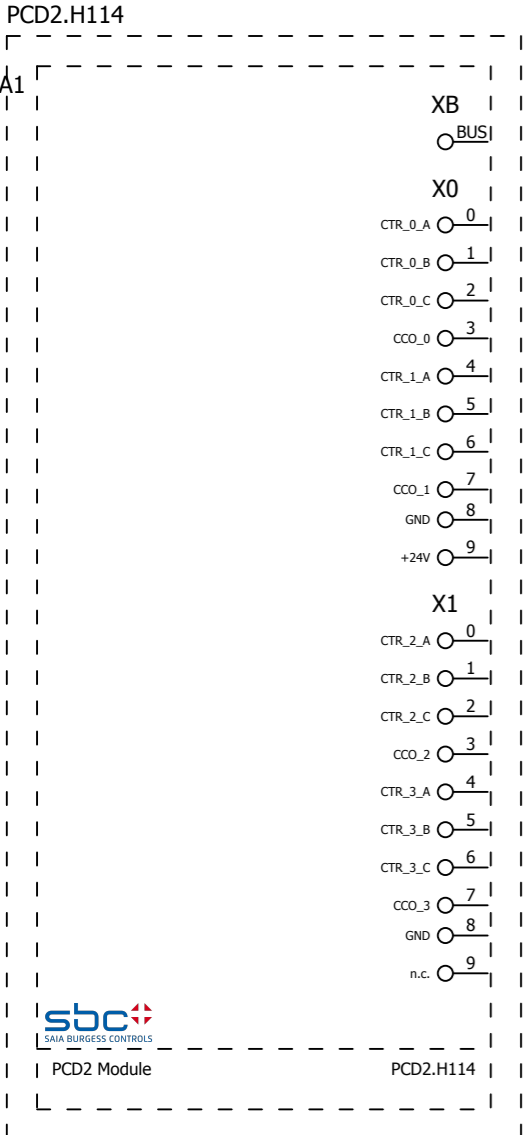 PCD2.H114
A1
XB
BUS
X0
CTR_0_A 0
CTR_0_B 1
CTR_0_C 2
CCO_0 3
CTR_1_A 4
CTR_1_B 5
CTR_1_C 6
CCO_1 7
GND 8
+24V 9
X1
CTR_2_A 0
CTR_2_B 1
CTR_2_C 2
CCO_2 3
CTR_3_A 4
CTR_3_B 5
CTR_3_C 6
CCO_3 7
GND 8
n.c. 9
sbc
SAIA BURGESS CONTROLS
PCD2 Module PCD2.H114